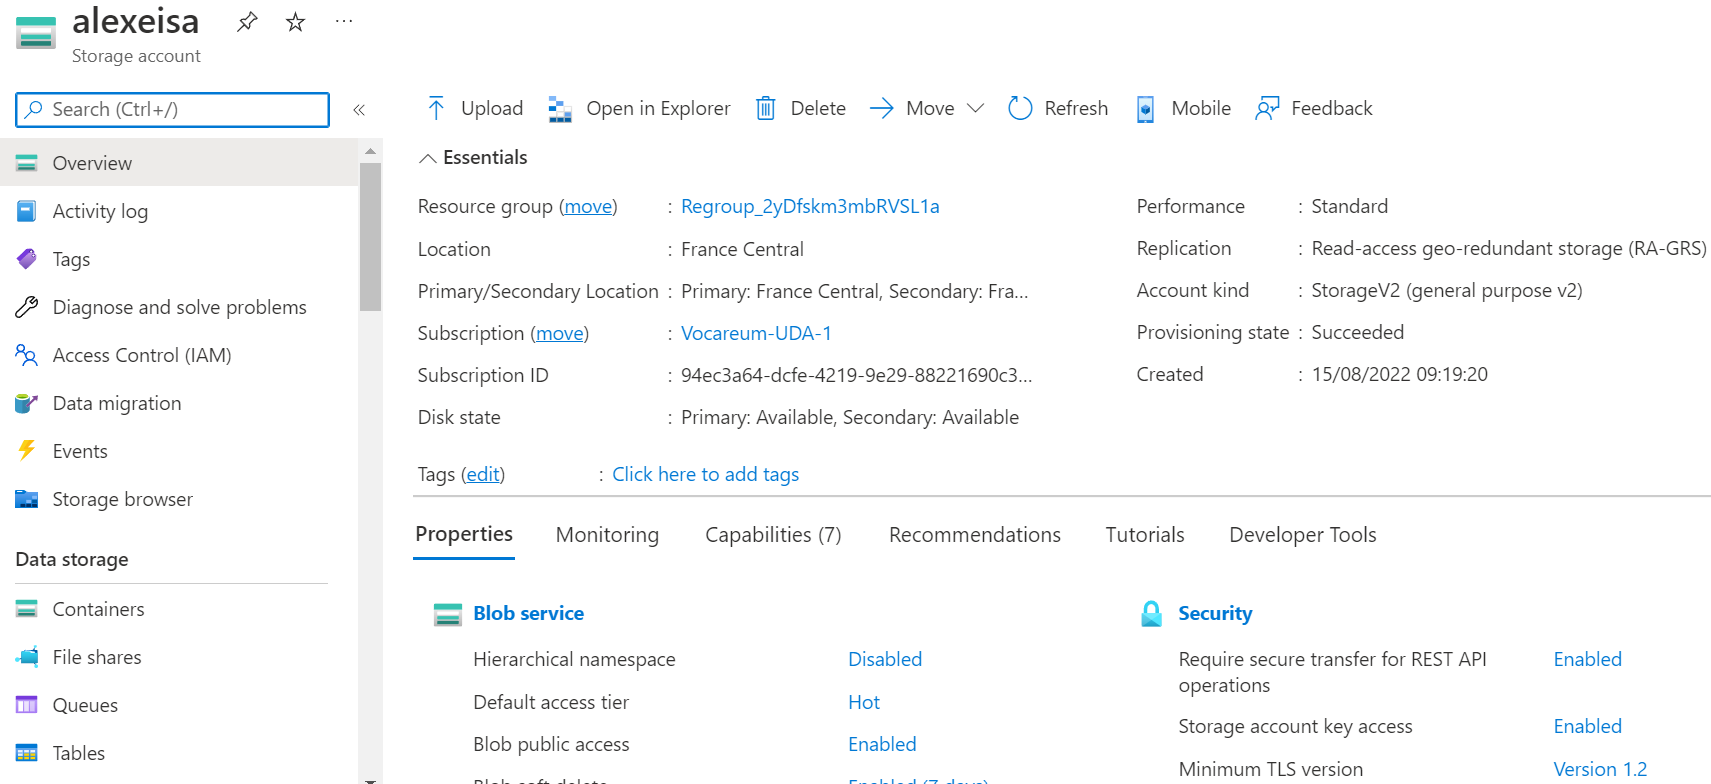 alexeisa
Storage account
Search (Ctrl+/)
Overview
Activity log
Tags
Diagnose and solve problems
Access Control (IAM)
Data migration
Events
Storage browser
Data storage
Containers
File shares
Queues
Tables
Upload Open in Explorer Delete Move Refresh Mobile Feedback
Essentials
Resource group (move) : Regroup_2yDfskm3mbRVSL1a
Location : France Central
Primary/Secondary Location : Primary: France Central, Secondary: Fra...
Subscription (move) : Vocareum-UDA-1
Subscription ID : 94ec3a64-dcfe-4219-9e29-88221690c3...
Disk state : Primary: Available, Secondary: Available
Performance : Standard
Replication : Read-access geo-redundant storage (RA-GRS)
Account kind : StorageV2 (general purpose v2)
Provisioning state : Succeeded
Created : 15/08/2022 09:19:20
Tags (edit) : Click here to add tags
Properties Monitoring Capabilities (7) Recommendations Tutorials Developer Tools
Blob service
Hierarchical namespace Disabled
Default access tier Hot
Blob public access Enabled
Blob soft delete Enabled (7 days)
Security
Require secure transfer for REST API Enabled
operations
Storage account key access Enabled
Minimum TLS version Version 1.2